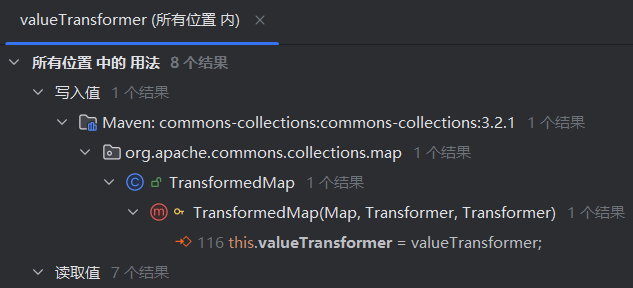 valueTransformer (所有位置 内)
所有位置 中的 用法 8 个结果
写入值 1 个结果
Maven: commons-collections:commons-collections:3.2.1 1 个结果
org.apache.commons.collections.map 1 个结果
TransformedMap 1 个结果
TransformedMap(Map, Transformer, Transformer) 1 个结果
116 this.valueTransformer = valueTransformer;
读取值 7 个结果